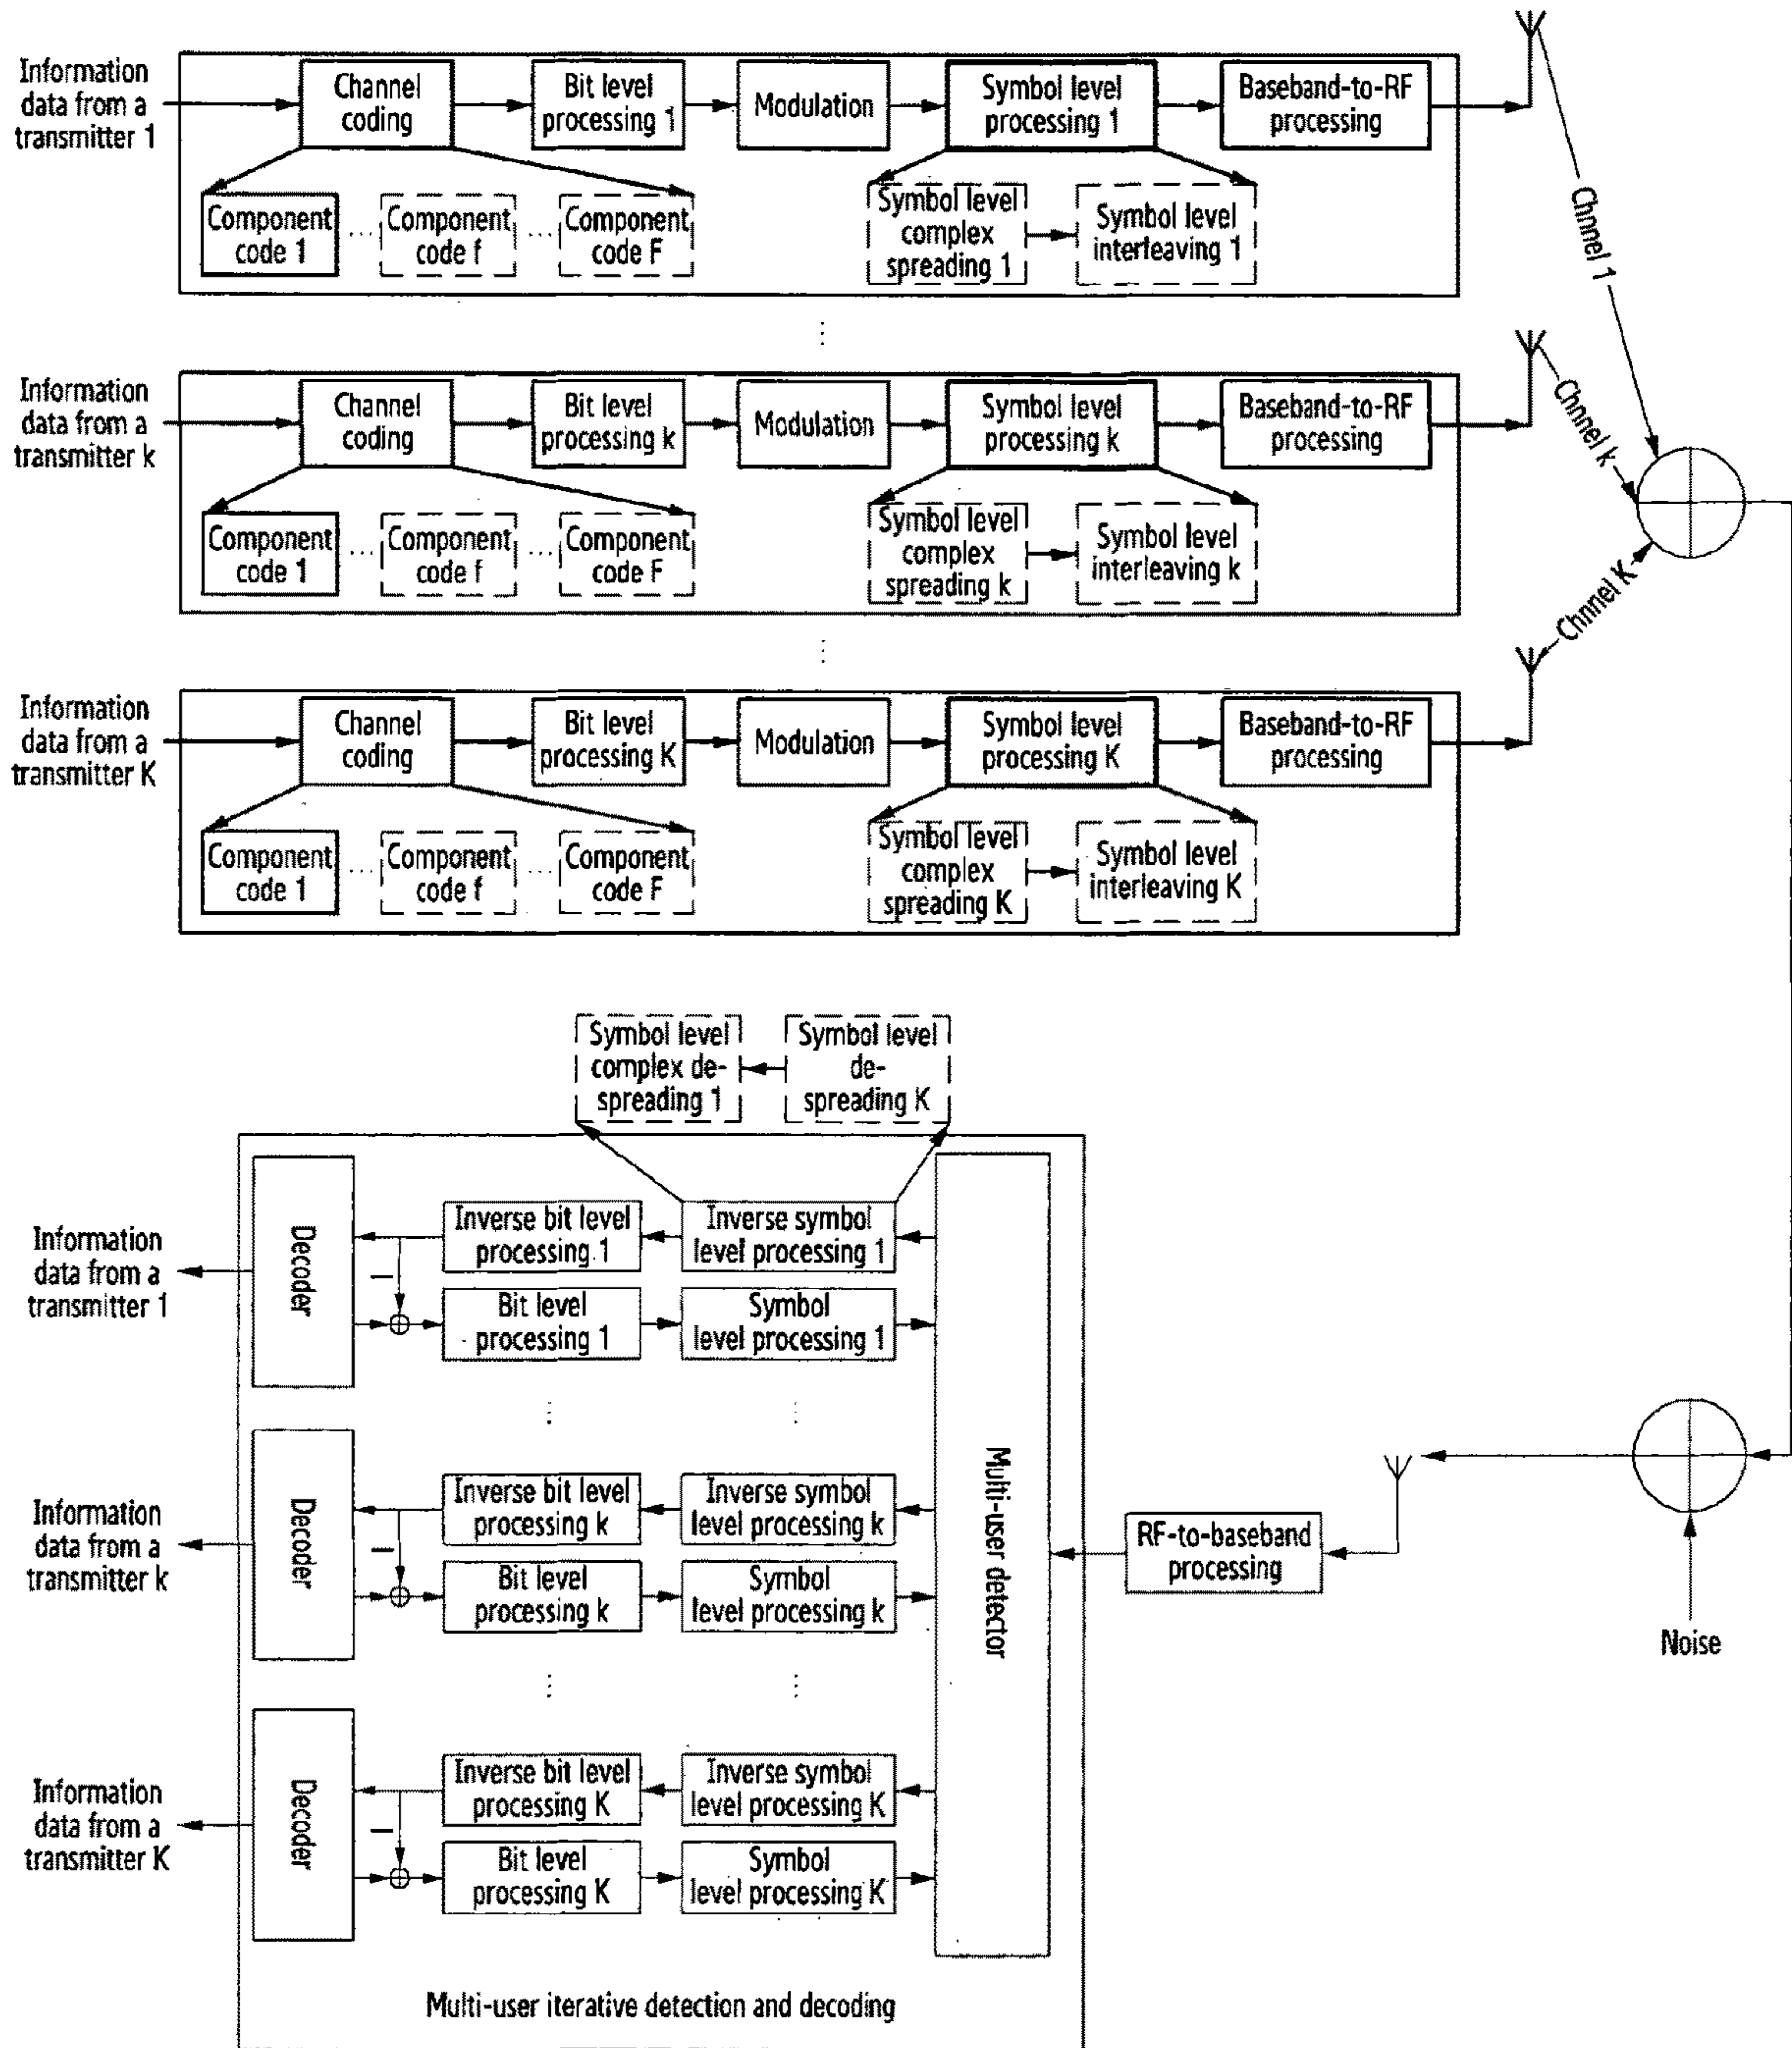 Information
data from a
transmitter 1
Channel
coding
Bit level
processing 1
Modulation
Symbol level
processing 1
Baseband-to-RF
processing
Component
code 1
...
Component
code f
...
Component
code F
Symbol level
complex
spreading 1
Symbol level
interleaving 1
Chnnel 1
Information
data from a
transmitter k
Channel
coding
Bit level
processing k
Modulation
Symbol level
processing k
Baseband-to-RF
processing
Component
code 1
...
Component
code f
...
Component
code F
Symbol level
complex
spreading k
Symbol level
interleaving k
Chnnel k
Information
data from a
transmitter K
Channel
coding
Bit level
processing K
Modulation
Symbol level
processing K
Baseband-to-RF
processing
Component
code 1
...
Component
code f
...
Component
code F
Symbol level
complex
spreading K
Symbol level
interleaving K
Chnnel K
Symbol level
complex de-
spreading 1
Symbol level
de-
spreading K
Information
data from a
transmitter 1
Decoder
Inverse bit level
processing 1
Inverse symbol
level processing 1
Bit level
processing 1
Symbol
level processing 1
Information
data from a
transmitter k
Decoder
Inverse bit level
processing k
Inverse symbol
level processing k
Bit level
processing k
Symbol
level processing k
Information
data from a
transmitter K
Decoder
Inverse bit level
processing K
Inverse symbol
level processing K
Bit level
processing K
Symbol
level processing K
Multi-user detector
RF-to-baseband
processing
Noise
Multi-user iterative detection and decoding